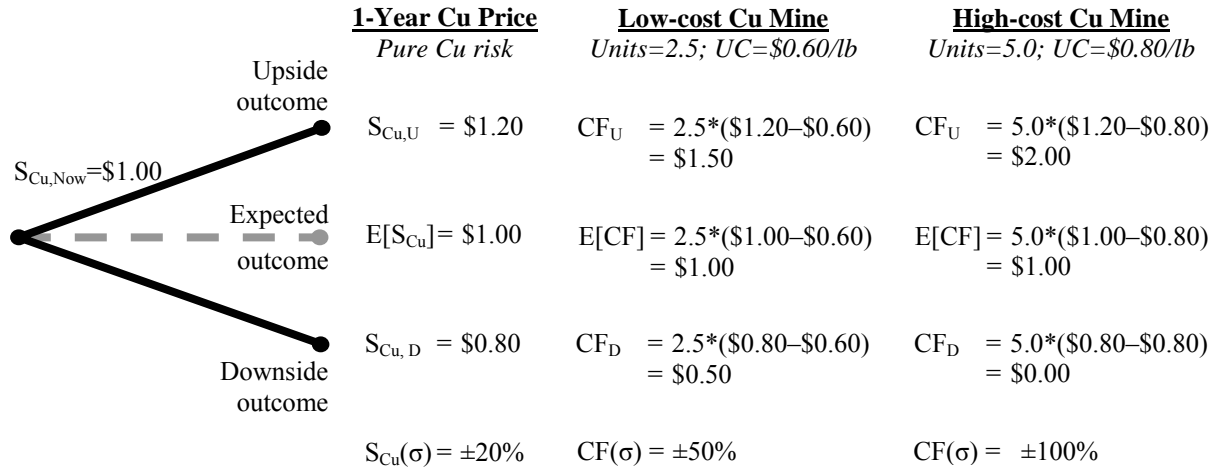 1-Year Cu Price Low-cost Cu Mine High-cost Cu Mine
Pure Cu risk Units=2.5; UC=$0.60/lb Units=5.0; UC=$0.80/lb
Upside
outcome
S_Cu,U = $1.20 CF_U = 2.5*($1.20–$0.60) CF_U = 5.0*($1.20–$0.80)
= $1.50 = $2.00
S_Cu,Now=$1.00
Expected
outcome
E[S_Cu]= $1.00 E[CF] = 2.5*($1.00–$0.60) E[CF] = 5.0*($1.00–$0.80)
= $1.00 = $1.00
S_Cu, D = $0.80 CF_D = 2.5*($0.80–$0.60) CF_D = 5.0*($0.80–$0.80)
= $0.50 = $0.00
Downside
outcome
S_Cu(σ) = ±20% CF(σ) = ±50% CF(σ) = ±100%